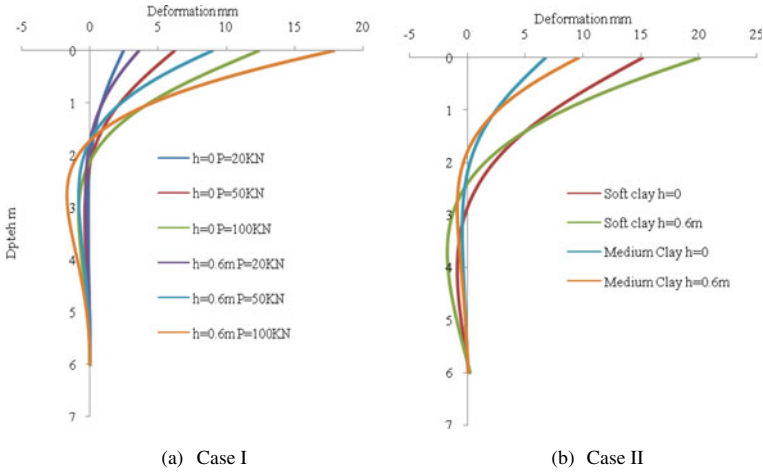 Deformation mm
-5 0 5 10 15 20
0
1
2
3
4
5
6
7
Dpteh m
h=0 P=20KN
h=0 P=50KN
h=0 P=100KN
h=0.6m P=20KN
h=0.6m P=50KN
h=0.6m P=100KN
(a) Case I
Deformation mm
-5 0 5 10 15 20 25
0
1
2
3
4
5
6
7
Soft clay h=0
Soft clay h=0.6m
Medium Clay h=0
Medium Clay h=0.6m
(b) Case II